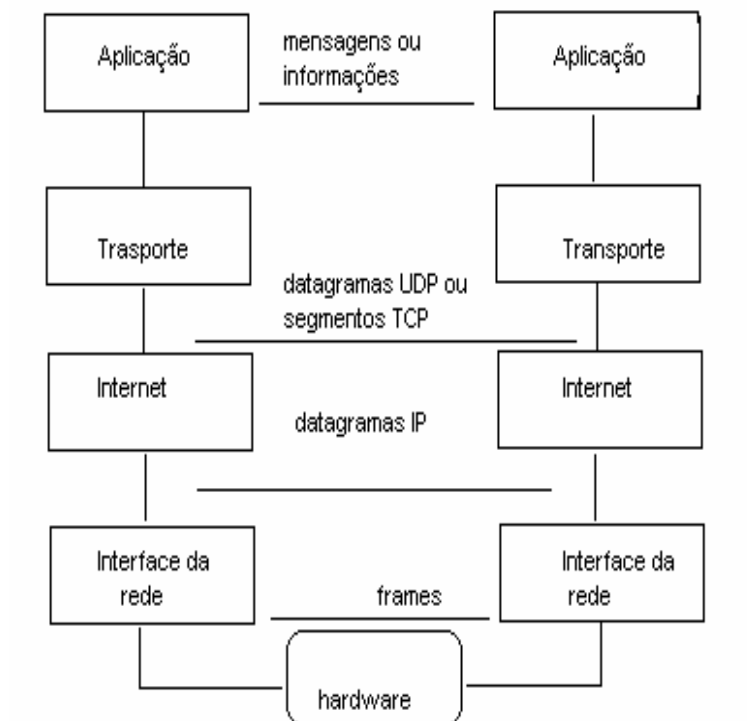 Aplicação
mensagens ou
informações
Aplicação
Trasporte
Transporte
datagramas UDP ou
segmentos TCP
Internet
Internet
datagramas IP
Interface da
rede
Interface da
rede
frames
hardware